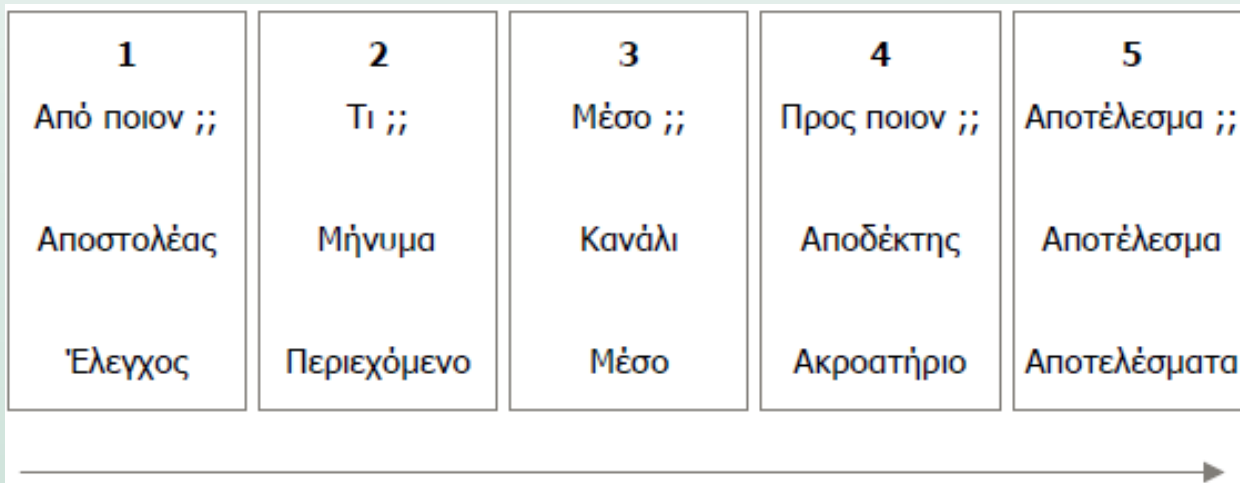 1
Από ποιον ;;
Αποστολέας
Έλεγχος
2
Τι ;;
Μήνυμα
Περιεχόμενο
3
Μέσο ;;
Κανάλι
Μέσο
4
Προς ποιον ;;
Αποδέκτης
Ακροατήριο
5
Αποτέλεσμα ;;
Αποτέλεσμα
Αποτελέσματα